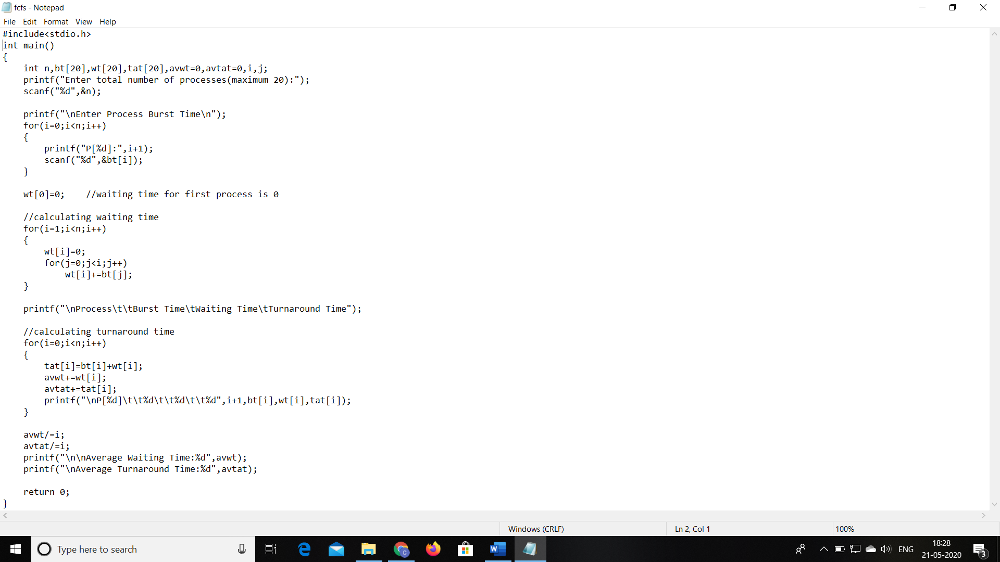 fcfs - Notepad
File Edit Format View Help
#include<stdio.h>
int main()
{
    int n,bt[20],wt[20],tat[20],avwt=0,avtat=0,i,j;
    printf("Enter total number of processes(maximum 20):");
    scanf("%d",&n);

    printf("\nEnter Process Burst Time\n");
    for(i=0;i<n;i++)
    {
        printf("P[%d]:",i+1);
        scanf("%d",&bt[i]);
    }

    wt[0]=0;    //waiting time for first process is 0

    //calculating waiting time
    for(i=1;i<n;i++)
    {
        wt[i]=0;
        for(j=0;j<i;j++)
            wt[i]+=bt[j];
    }

    printf("\nProcess\t\tBurst Time\tWaiting Time\tTurnaround Time");

    //calculating turnaround time
    for(i=0;i<n;i++)
    {
        tat[i]=bt[i]+wt[i];
        avwt+=wt[i];
        avtat+=tat[i];
        printf("\nP[%d]\t\t%d\t\t%d\t\t%d",i+1,bt[i],wt[i],tat[i]);
    }

    avwt/=i;
    avtat/=i;
    printf("\n\nAverage Waiting Time:%d",avwt);
    printf("\nAverage Turnaround Time:%d",avtat);

    return 0;
}
Windows (CRLF) Ln 2, Col 1 100%
Type here to search
C
W
ENG
18:28
21-05-2020
3